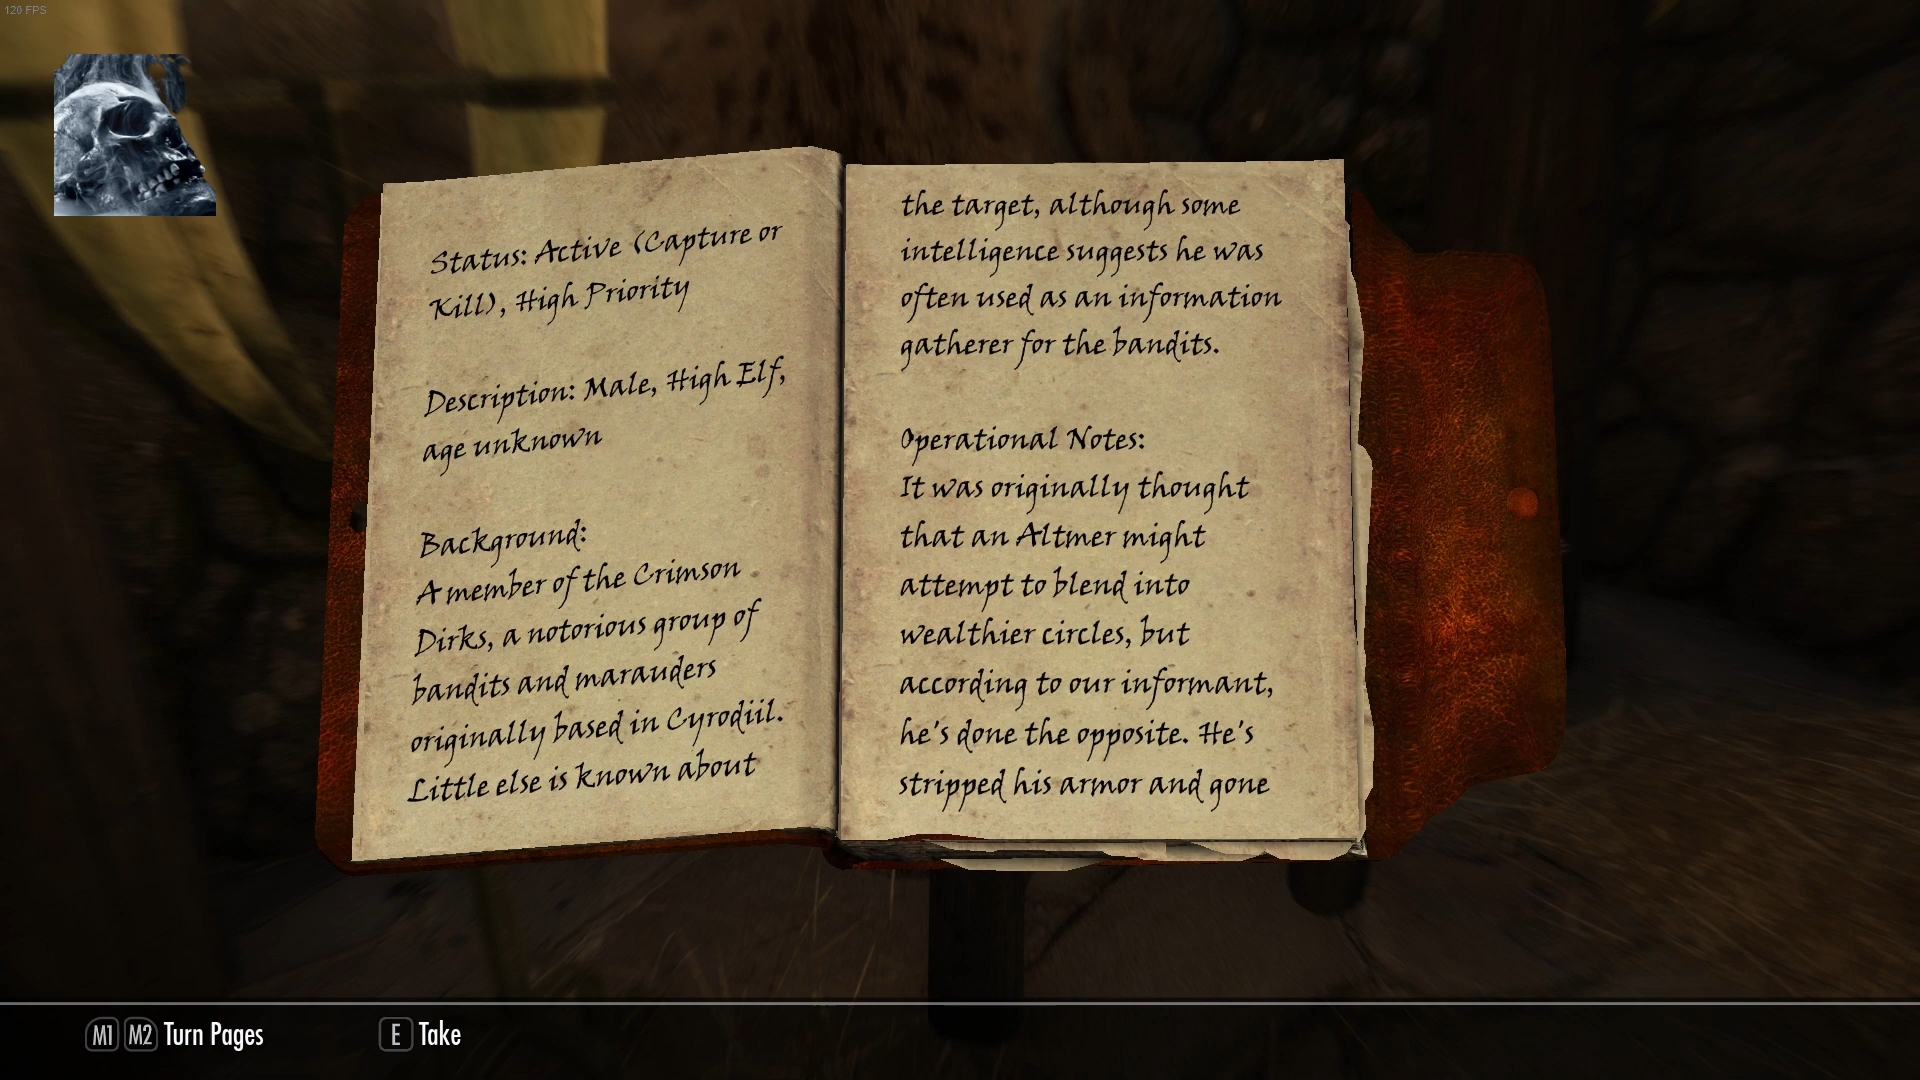 120 FPS
Status: Active (Capture or
Kill), High Priority
Description: Male, High Elf,
age unknown
Background:
A member of the Crimson
Dirks, a notorious group of
bandits and marauders
originally based in Cyrodiil.
Little else is known about
the target, although some
intelligence suggests he was
often used as an information
gatherer for the bandits.
Operational Notes:
It was originally thought
that an Altmer might
attempt to blend into
wealthier circles, but
according to our informant,
he's done the opposite. He's
stripped his armor and gone
M1 M2 Turn Pages
E Take